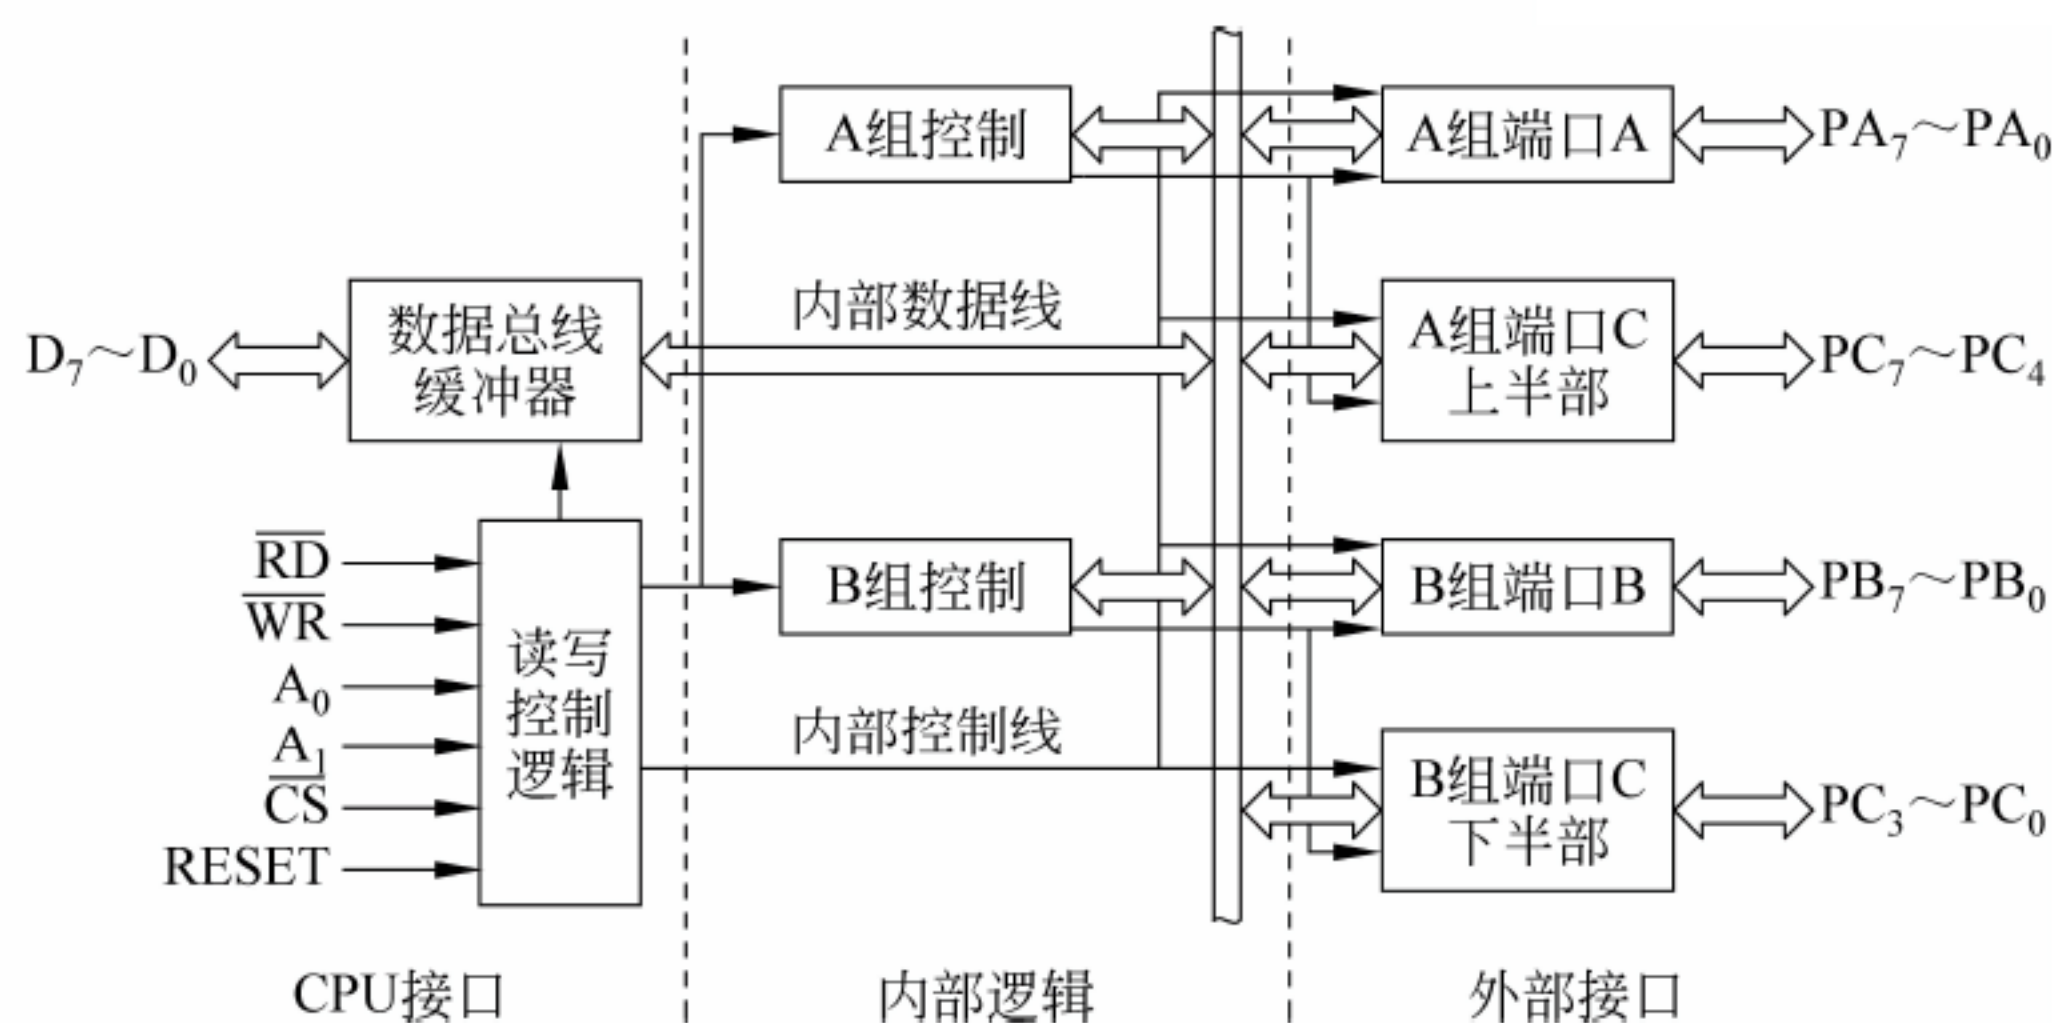 A组控制
A组端口A
PA₇～PA₀
内部数据线
D₇～D₀
数据总线
缓冲器
A组端口C
上半部
PC₇～PC₄
R̅D̅
W̅R̅
A₀
A₁
C̅S̅
RESET
读写
控制
逻辑
B组控制
B组端口B
PB₇～PB₀
内部控制线
B组端口C
下半部
PC₃～PC₀
CPU接口
内部逻辑
外部接口